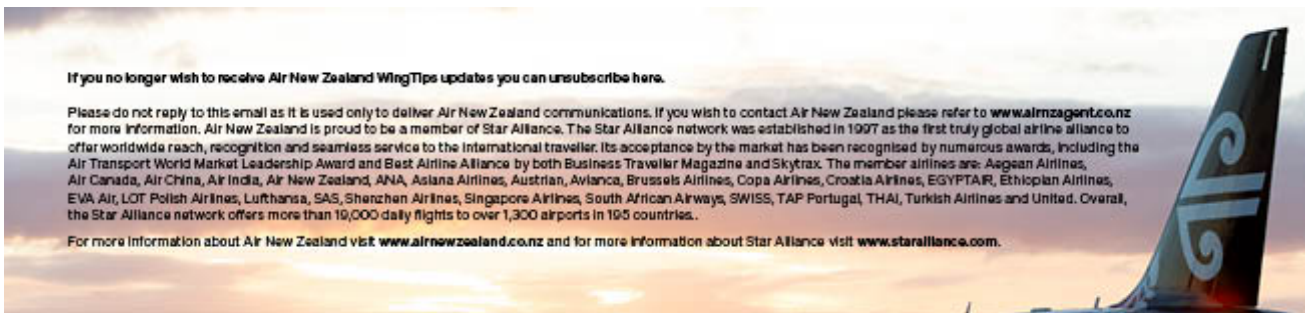 If you no longer wish to receive Air New Zealand WingTips updates you can unsubscribe here.
Please do not reply to this email as it is used only to deliver Air New Zealand communications. If you wish to contact Air New Zealand please refer to www.airnzagent.co.nz
for more information. Air New Zealand is proud to be a member of Star Alliance. The Star Alliance network was established in 1997 as the first truly global airline alliance to
offer worldwide reach, recognition and seamless service to the international traveller. Its acceptance by the market has been recognised by numerous awards, including the
Air Transport World Market Leadership Award and Best Airline Alliance by both Business Traveller Magazine and Skytrax. The member airlines are: Aegean Airlines,
Air Canada, Air China, Air India, Air New Zealand, ANA, Asiana Airlines, Austrian, Avianca, Brussels Airlines, Copa Airlines, Croatia Airlines, EGYPTAIR, Ethiopian Airlines,
EVA Air, LOT Polish Airlines, Lufthansa, SAS, Shenzhen Airlines, Singapore Airlines, South African Airways, SWISS, TAP Portugal, THAI, Turkish Airlines and United. Overall,
the Star Alliance network offers more than 19,000 daily flights to over 1,300 airports in 195 countries..
For more information about Air New Zealand visit www.airnewzealand.co.nz and for more information about Star Alliance visit www.staralliance.com.